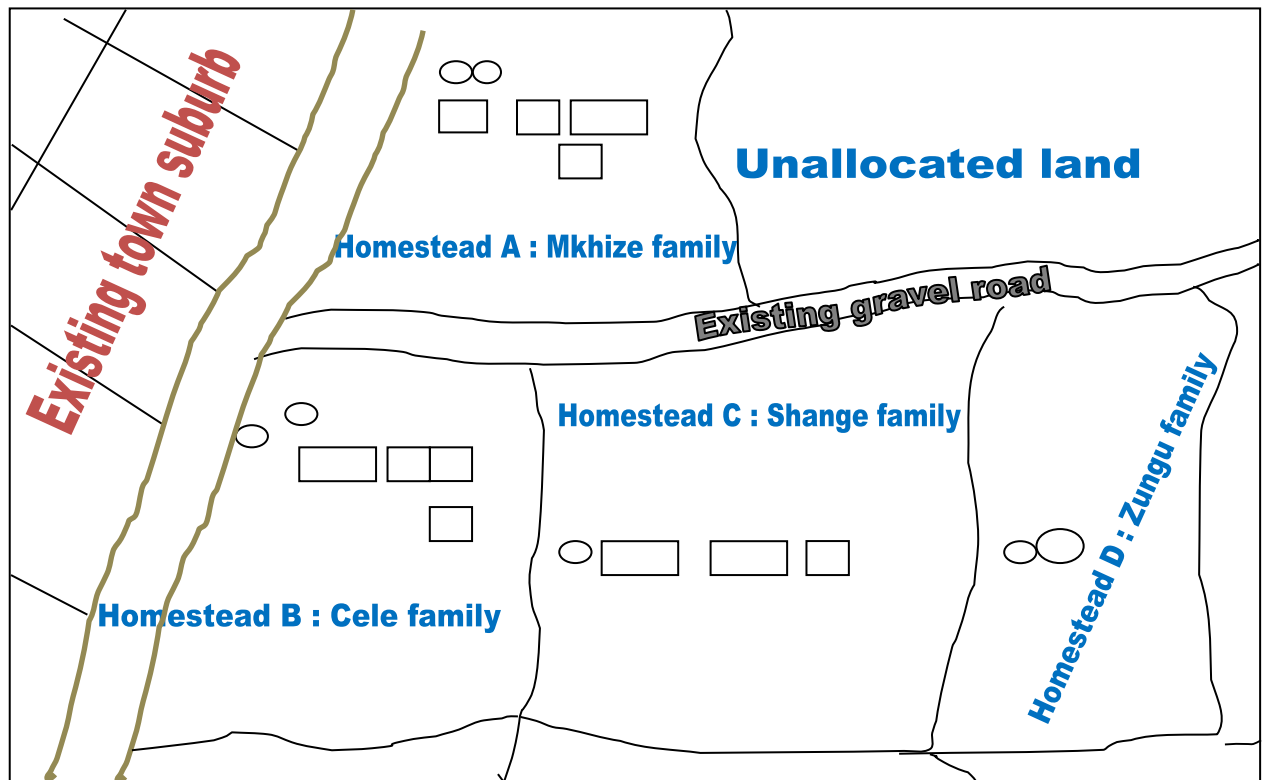 Existing town suburb
Unallocated land
Homestead A : Mkhize family
Existing gravel road
Homestead C : Shange family
Homestead D : Zungu family
Homestead B : Cele family